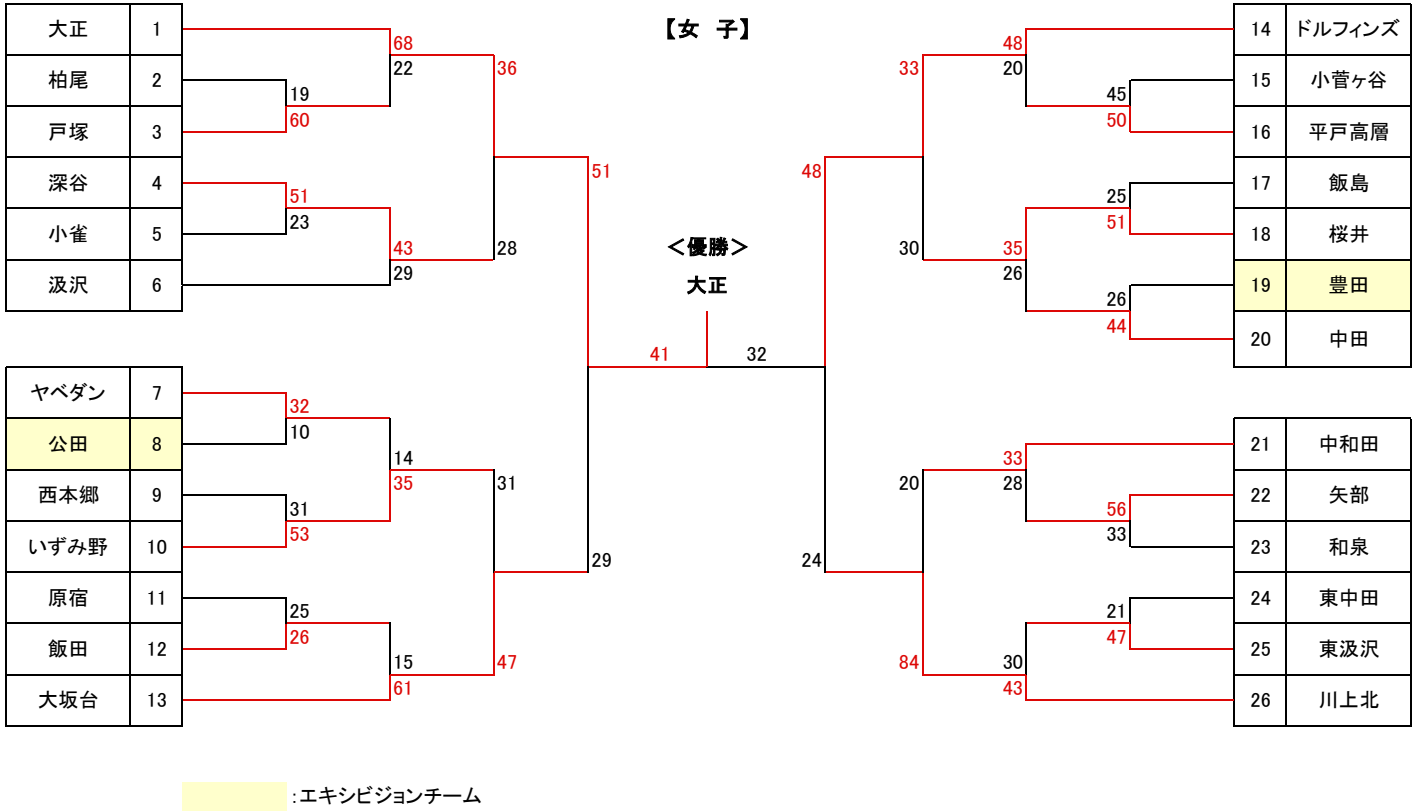 【女 子】
大正 1
柏尾 2
戸塚 3
深谷 4
小雀 5
汲沢 6
ヤベダン 7
公田 8
西本郷 9
いずみ野 10
原宿 11
飯田 12
大坂台 13
68
22
19
60
36
51
23
43
29
28
51
32
10
14
35
31
53
31
25
26
15
61
47
29
<優勝>
大正
41 32
48
20
33
45
50
48
25
51
35
26
30
26
44
33
28
20
56
33
24
21
47
84
30
43
14 ドルフィンズ
15 小菅ヶ谷
16 平戸高層
17 飯島
18 桜井
19 豊田
20 中田
21 中和田
22 矢部
23 和泉
24 東中田
25 東汲沢
26 川上北
:エキシビジョンチーム